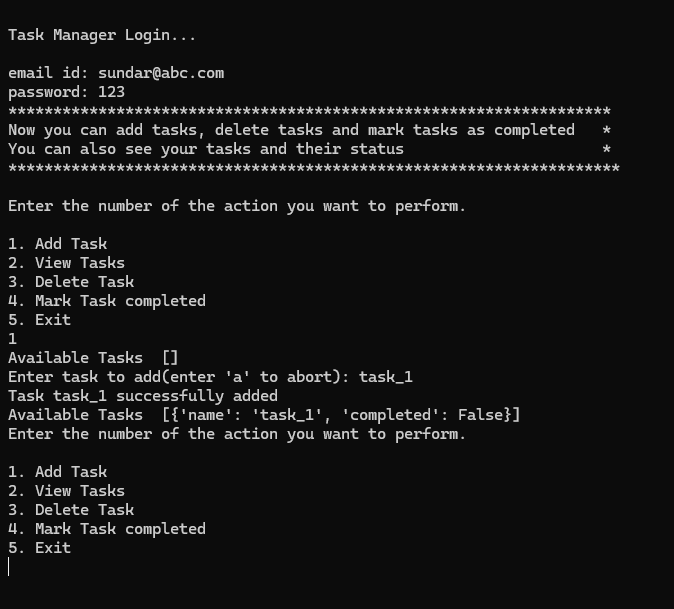 Task Manager Login...
email id: sundar@abc.com
password: 123
*******************************************************************
Now you can add tasks, delete tasks and mark tasks as completed   *
You can also see your tasks and their status                      *
********************************************************************
Enter the number of the action you want to perform.
1. Add Task
2. View Tasks
3. Delete Task
4. Mark Task completed
5. Exit
1
Available Tasks  []
Enter task to add(enter 'a' to abort): task_1
Task task_1 successfully added
Available Tasks  [{'name': 'task_1', 'completed': False}]
Enter the number of the action you want to perform.
1. Add Task
2. View Tasks
3. Delete Task
4. Mark Task completed
5. Exit